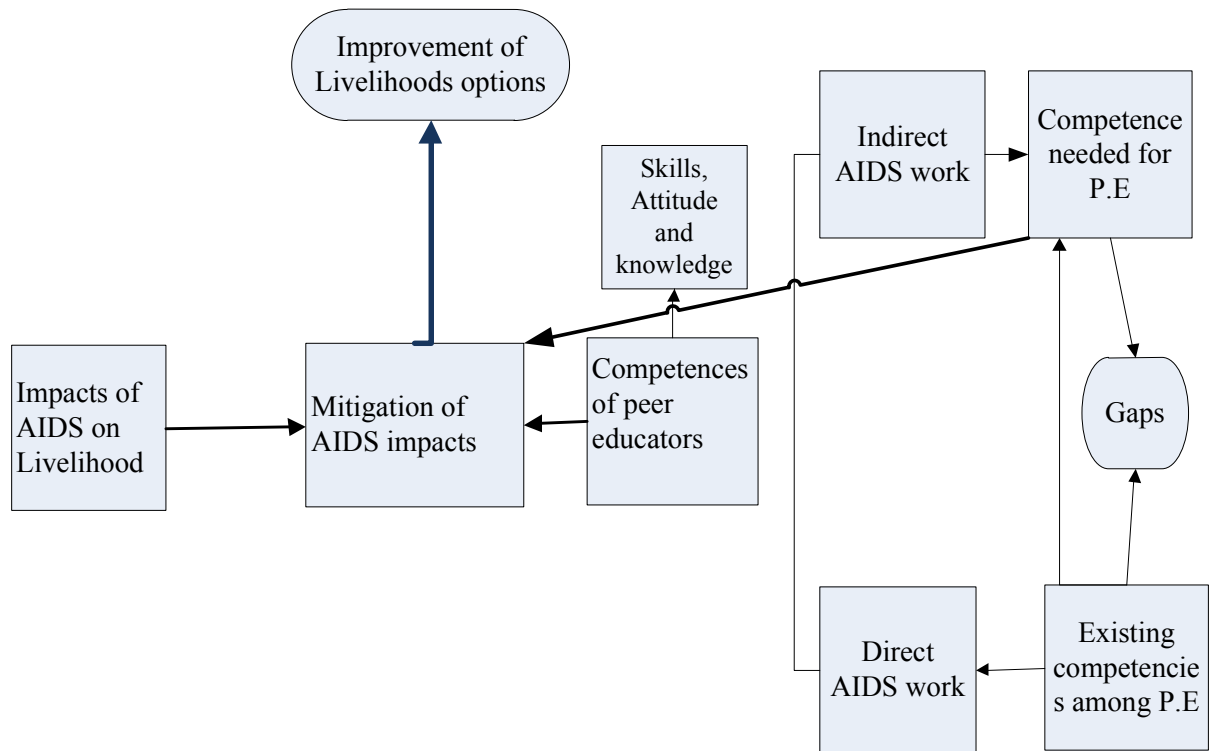 Improvement of
Livelihoods options
Indirect
AIDS work
Competence
needed for
P.E
Skills,
Attitude
and
knowledge
Impacts of
AIDS on
Livelihood
Mitigation of
AIDS impacts
Competences
of peer
educators
Gaps
Direct
AIDS work
Existing
competencie
s among P.E